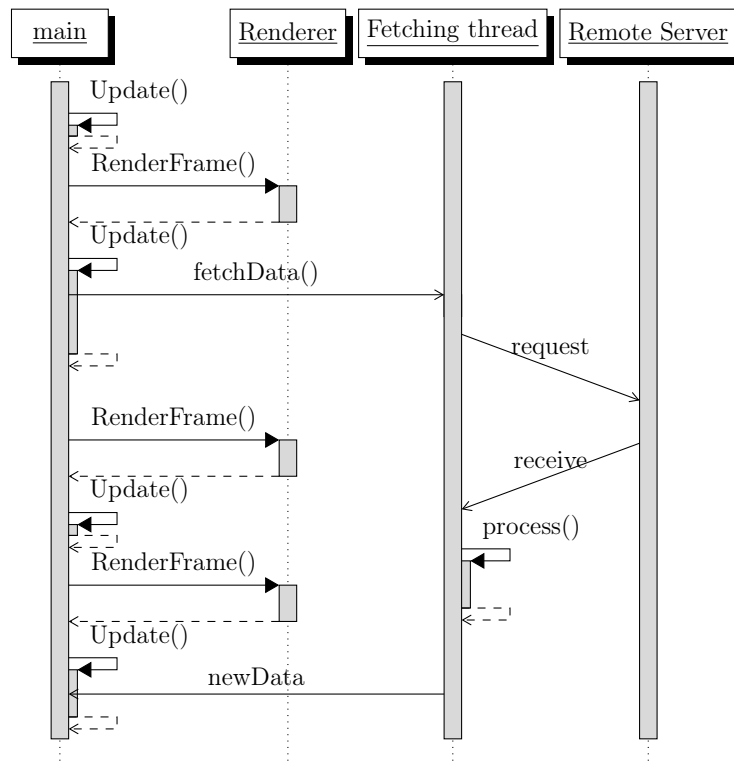 main
Renderer
Fetching thread
Remote Server
Update()
RenderFrame()
Update()
fetchData()
request
RenderFrame()
receive
Update()
process()
RenderFrame()
Update()
newData